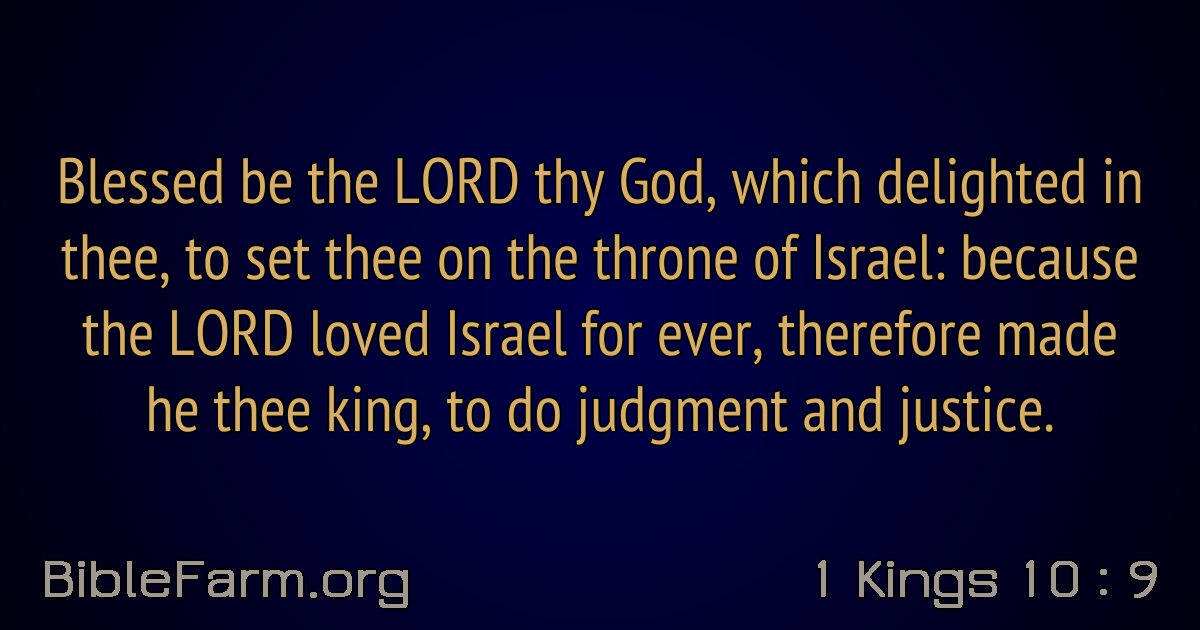 Blessed be the LORD thy God, which delighted in
thee, to set thee on the throne of Israel: because
the LORD loved Israel for ever, therefore made
he thee king, to do judgment and justice.
BibleFarm.org
1 Kings 10 : 9